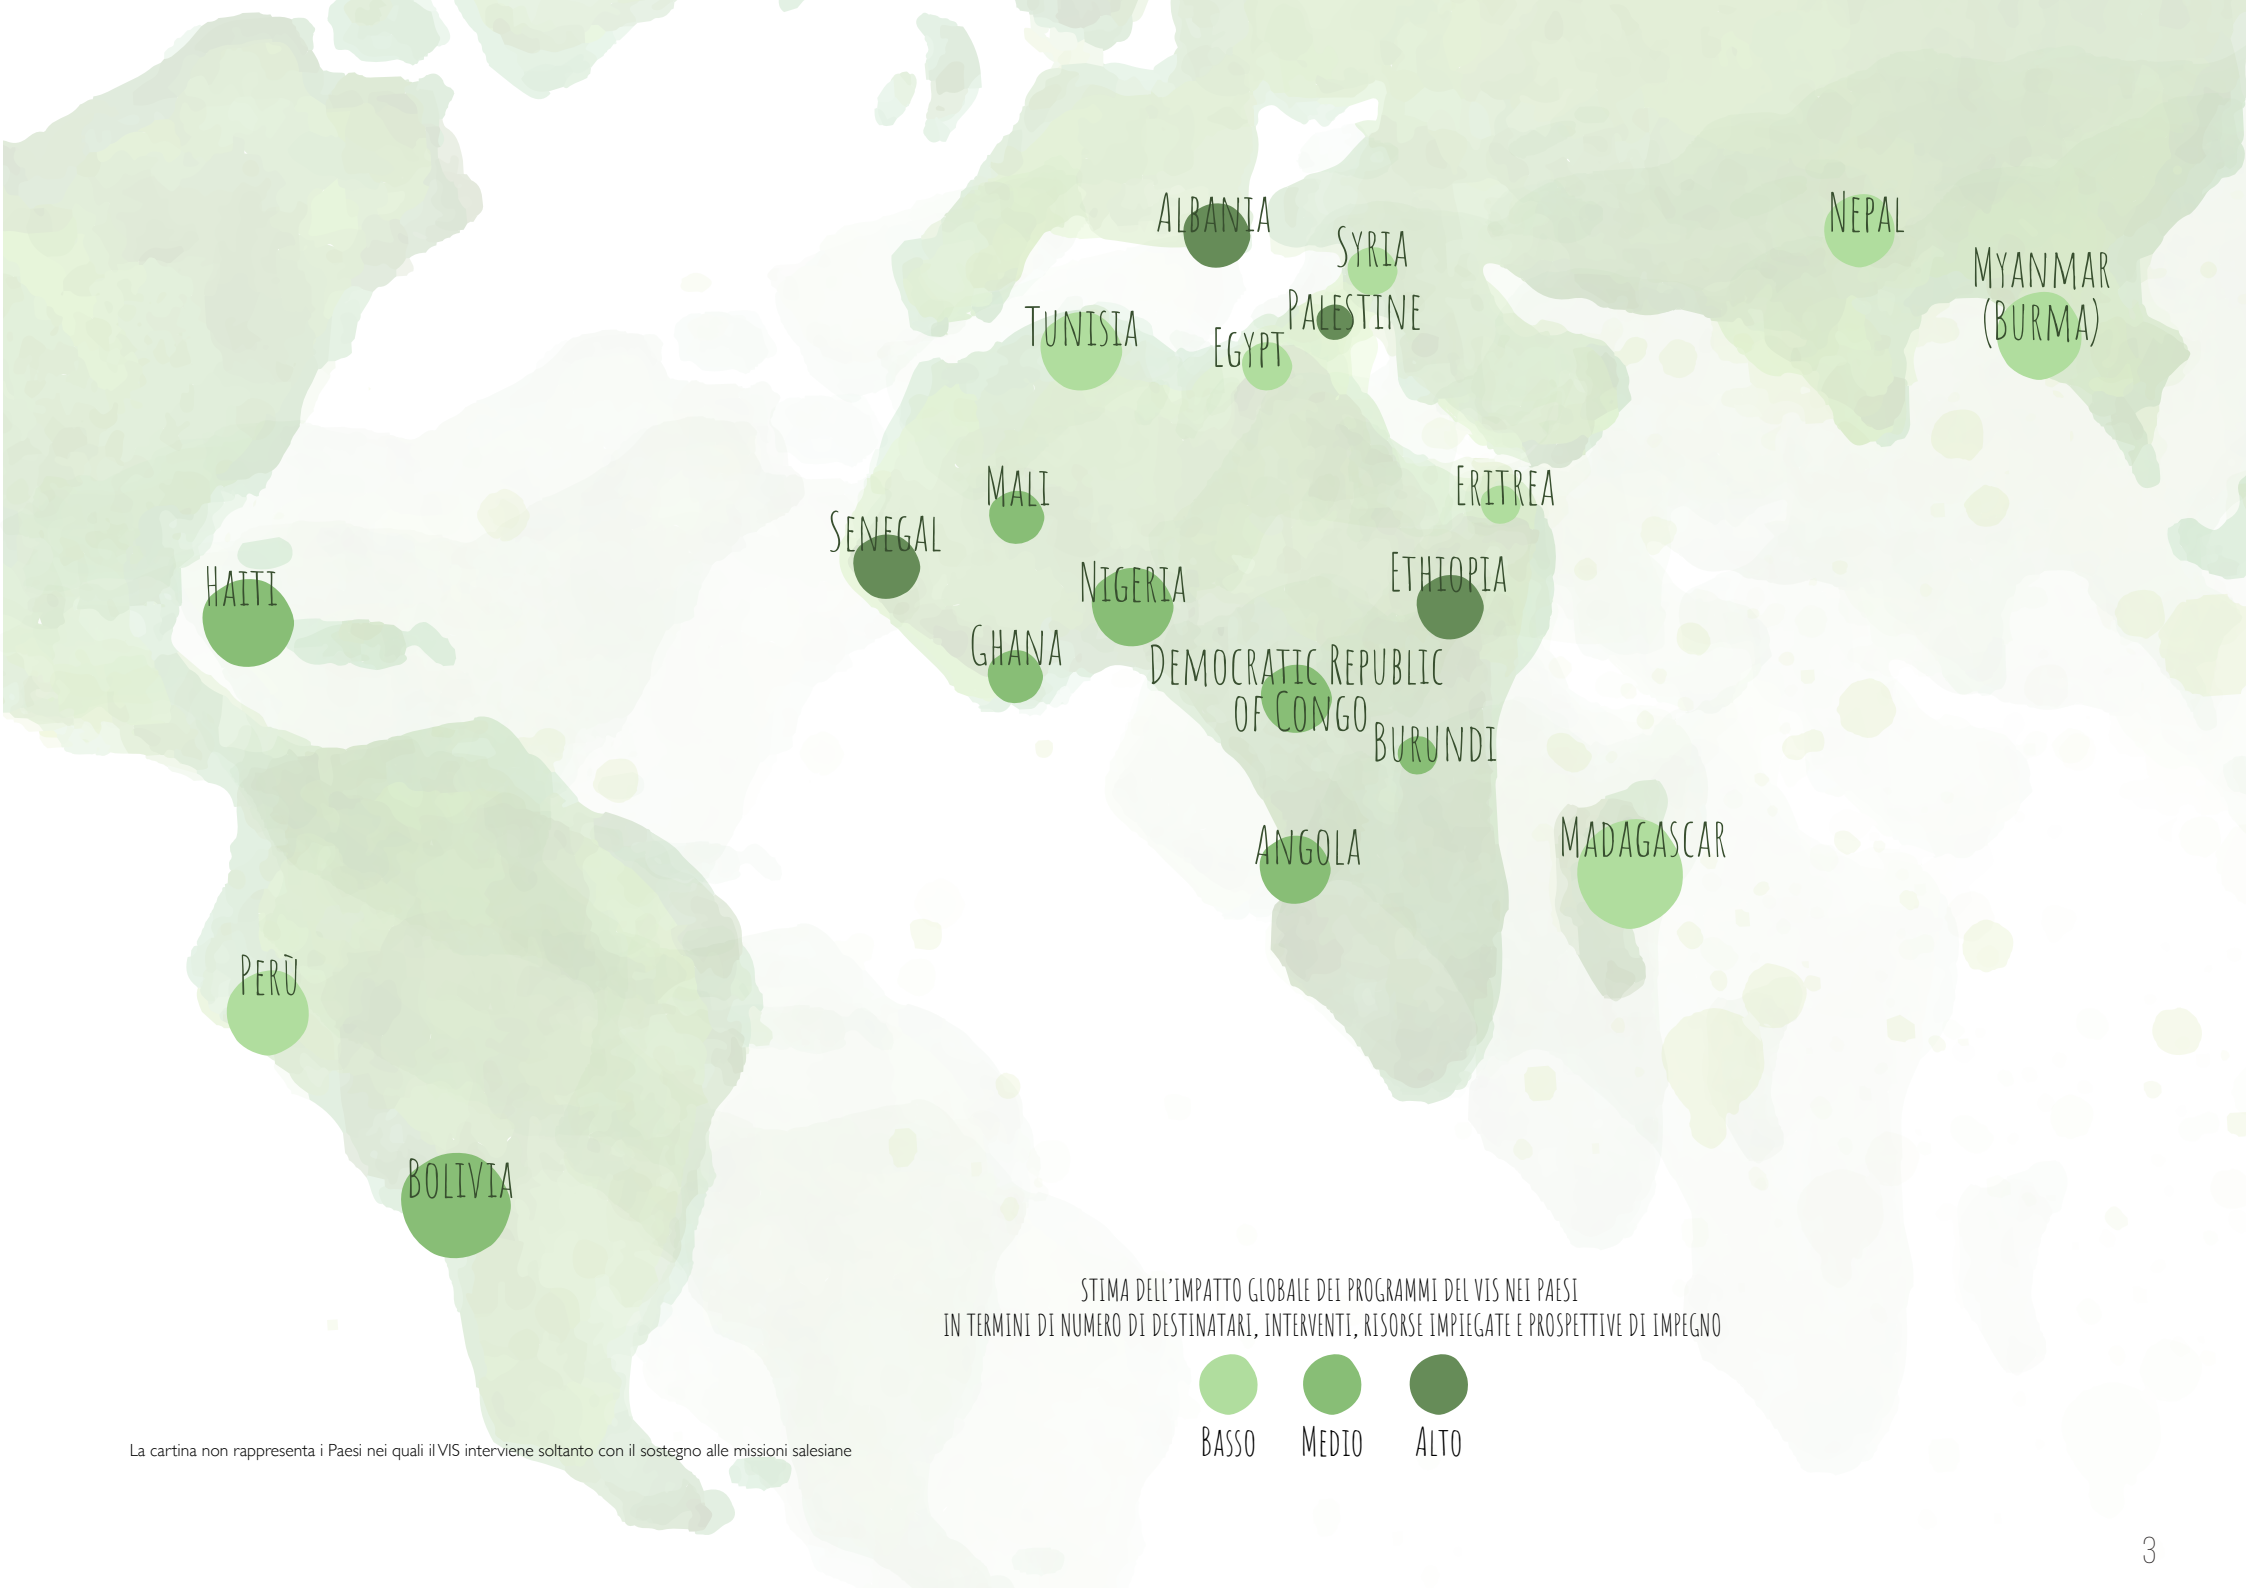 Albania
Nepal
Syria
Myanmar
(Burma)
Palestine
Tunisia
Egypt
Mali
Eritrea
Senegal
Ethiopia
Haiti
Nigeria
Ghana
Democratic Republic
of Congo
Burundi
Angola
Madagascar
Perù
Bolivia
STIMA DELL'IMPATTO GLOBALE DEI PROGRAMMI DEL VIS NEI PAESI
IN TERMINI DI NUMERO DI DESTINATARI, INTERVENTI, RISORSE IMPIEGATE E PROSPETTIVE DI IMPEGNO
Basso
Medio
Alto
La cartina non rappresenta i Paesi nei quali il VIS interviene soltanto con il sostegno alle missioni salesiane
3